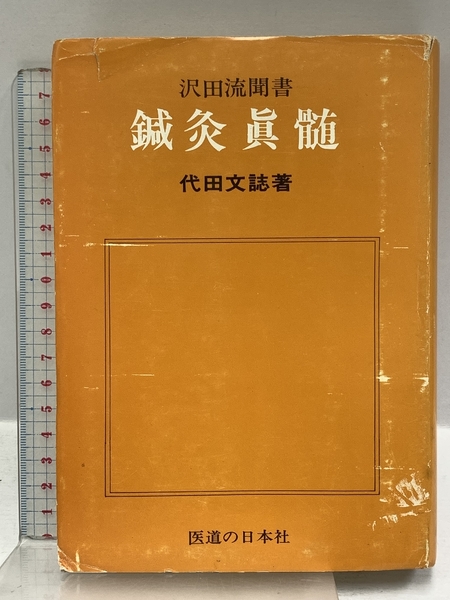 沢田流聞書
鍼灸眞髄
代田文誌著
医道の日本社